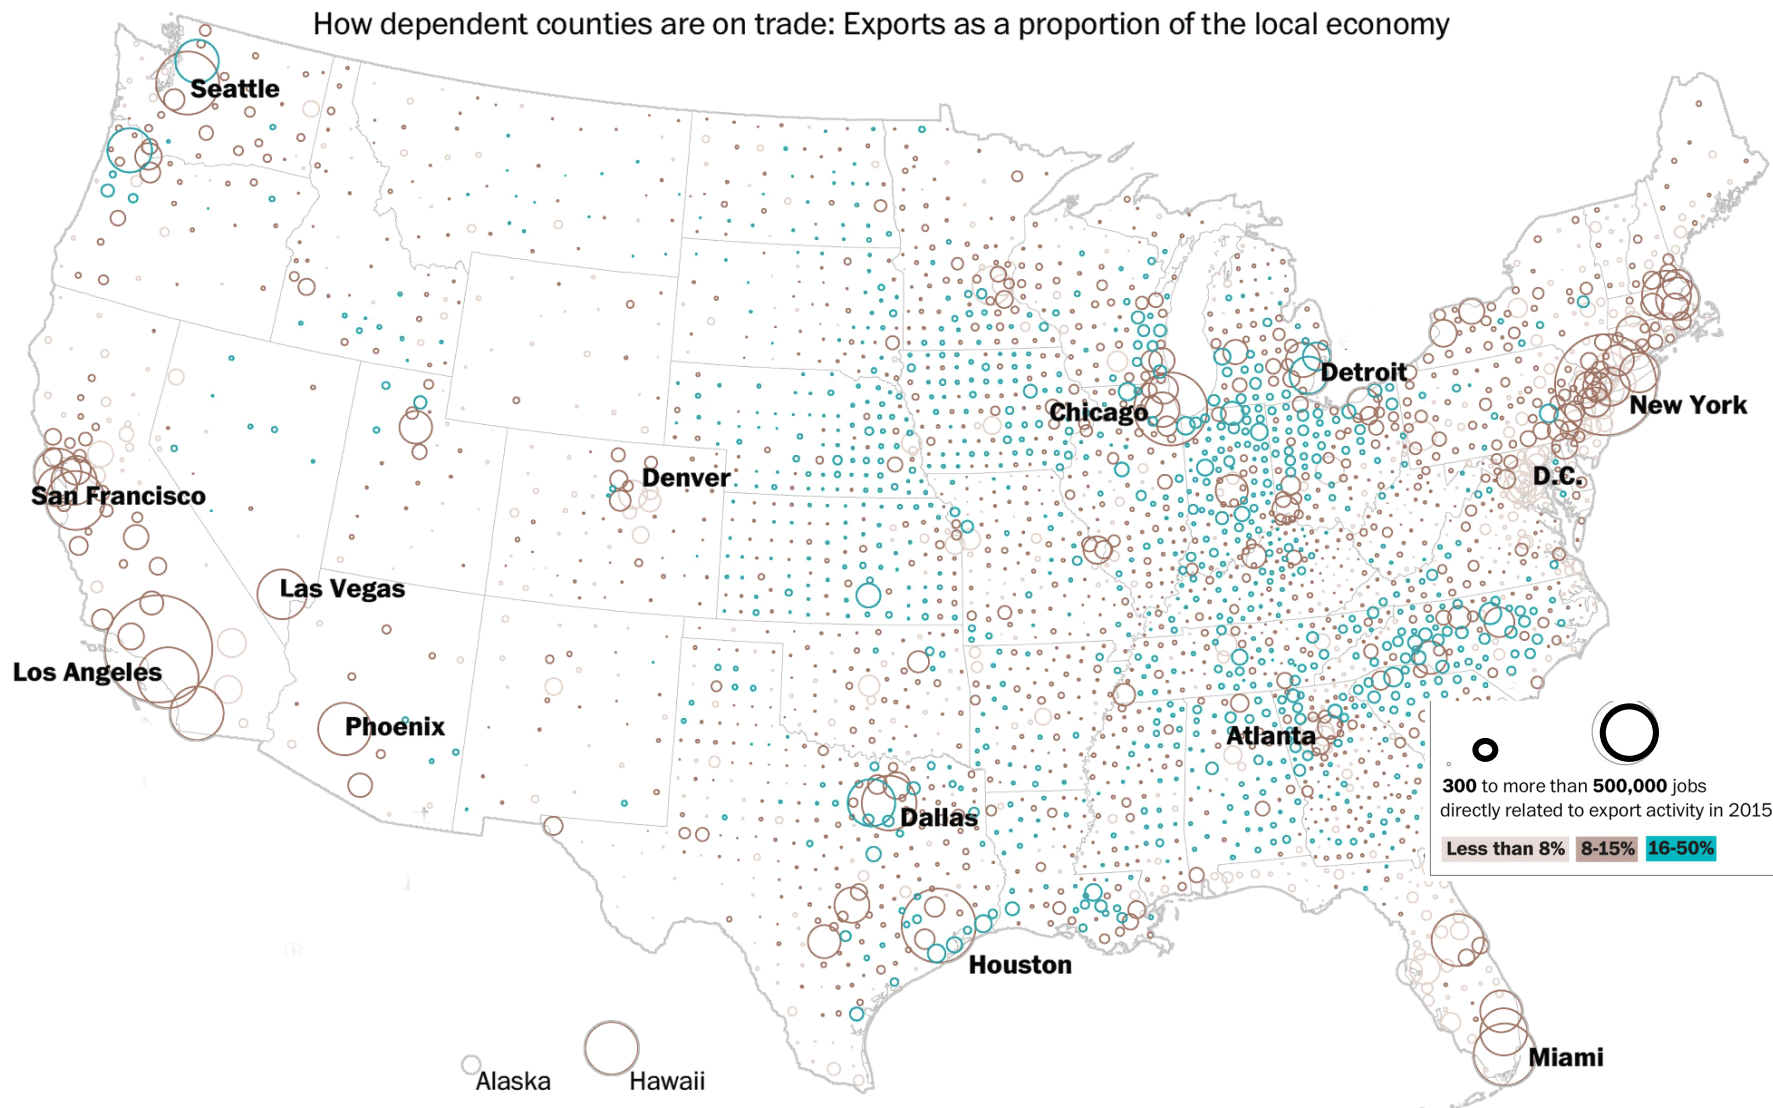 How dependent counties are on trade: Exports as a proportion of the local economy
Seattle
Detroit
Chicago
New York
Denver
D.C.
San Francisco
Las Vegas
Los Angeles
Phoenix
Atlanta
300 to more than 500,000 jobs
directly related to export activity in 2015
Less than 8% 8-15% 16-50%
Dallas
Houston
Miami
Alaska
Hawaii